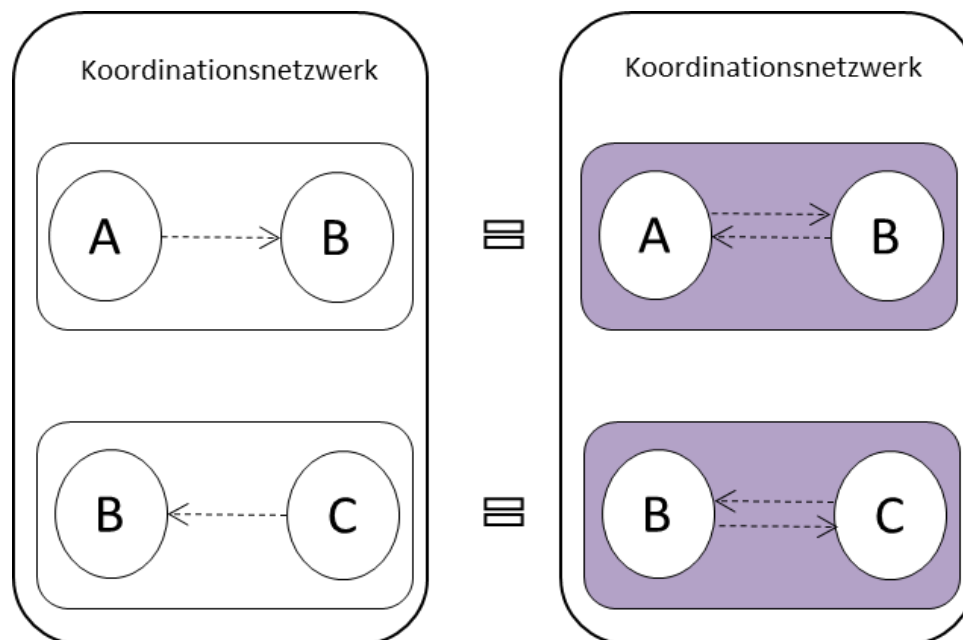 Koordinationsnetzwerk
Koordinationsnetzwerk
A B
=
A B
B C
=
B C